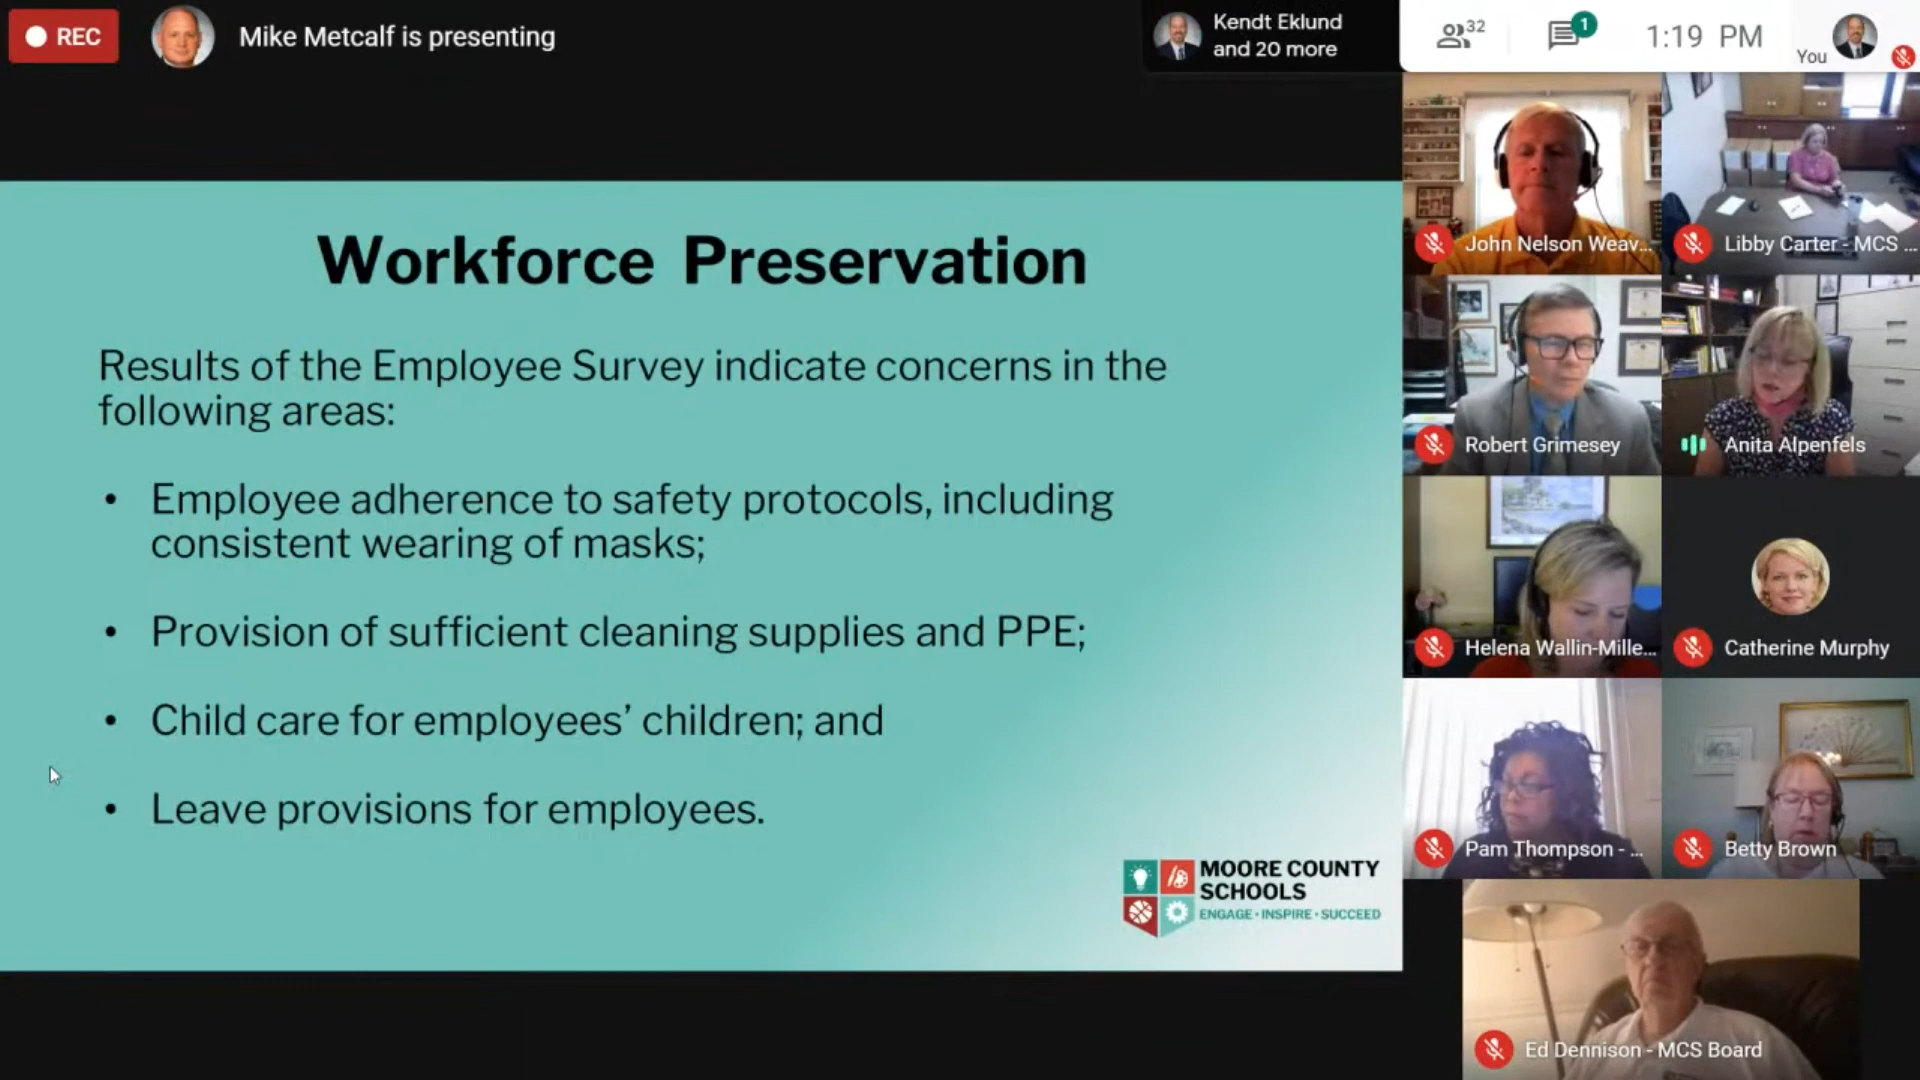 REC
Mike Metcalf is presenting
Kendt Eklund
and 20 more
32
1
1:19 PM
You
Workforce Preservation
Results of the Employee Survey indicate concerns in the
following areas:
• Employee adherence to safety protocols, including
consistent wearing of masks;
• Provision of sufficient cleaning supplies and PPE;
• Child care for employees’ children; and
• Leave provisions for employees.
MOORE COUNTY
SCHOOLS
ENGAGE • INSPIRE • SUCCEED
John Nelson Weav...
Libby Carter - MCS ...
Robert Grimesey
Anita Alpenfels
Helena Wallin-Mille...
Catherine Murphy
Pam Thompson - ...
Betty Brown
Ed Dennison - MCS Board